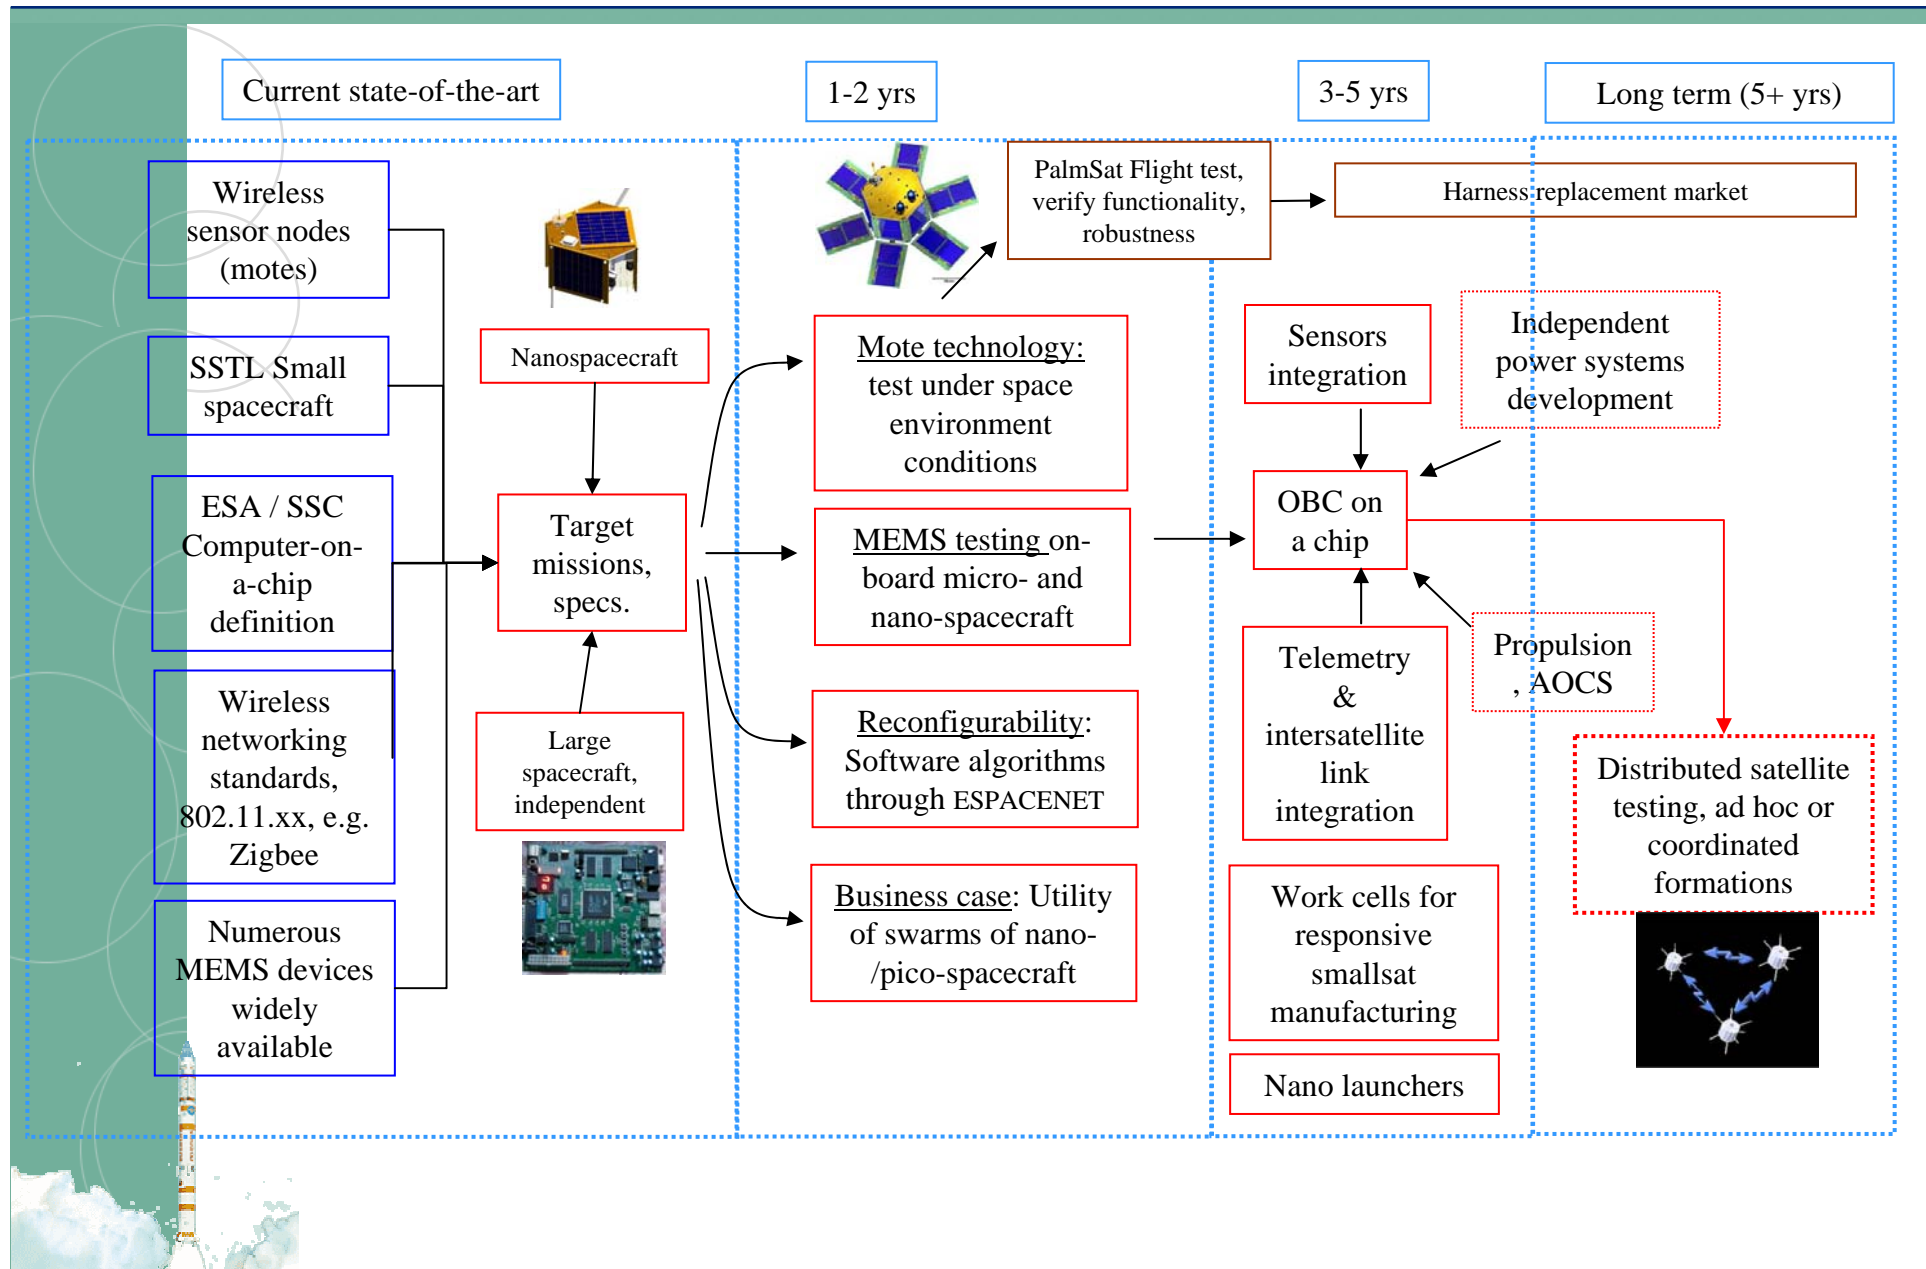 Current state-of-the-art
1-2 yrs
3-5 yrs
Long term (5+ yrs)
Wireless
sensor nodes
(motes)
SSTL Small
spacecraft
ESA / SSC
Computer-on-
a-chip
definition
Wireless
networking
standards,
802.11.xx, e.g.
Zigbee
Numerous
MEMS devices
widely
available
Nanospacecraft
Target
missions,
specs.
Large
spacecraft,
independent
PalmSat Flight test,
verify functionality,
robustness
Harness replacement market
Mote technology:
test under space
environment
conditions
MEMS testing on-
board micro- and
nano-spacecraft
Reconfigurability:
Software algorithms
through ESPACENET
Business case: Utility
of swarms of nano-
/pico-spacecraft
Sensors
integration
Independent
power systems
development
OBC on
a chip
Telemetry
&
intersatellite
link
integration
Propulsion
, AOCS
Work cells for
responsive
smallsat
manufacturing
Nano launchers
Distributed satellite
testing, ad hoc or
coordinated
formations